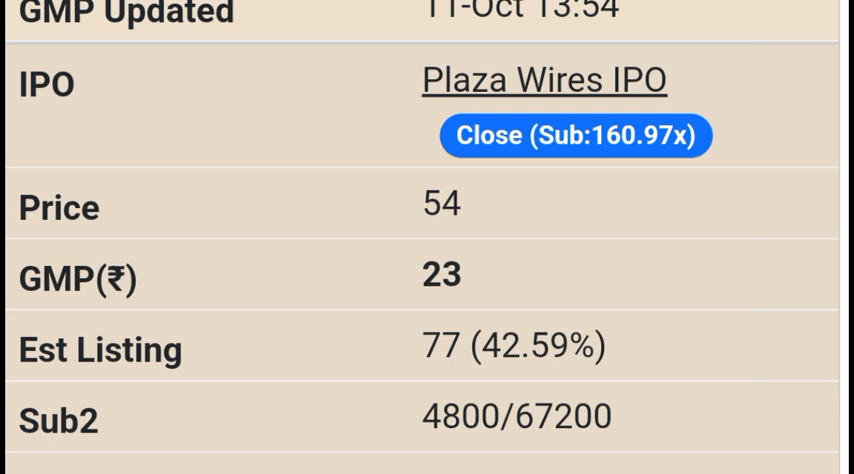 GMP Updated 11-Oct 13:54
IPO Plaza Wires IPO
Close (Sub:160.97x)
Price 54
GMP(₹) 23
Est Listing 77 (42.59%)
Sub2 4800/67200